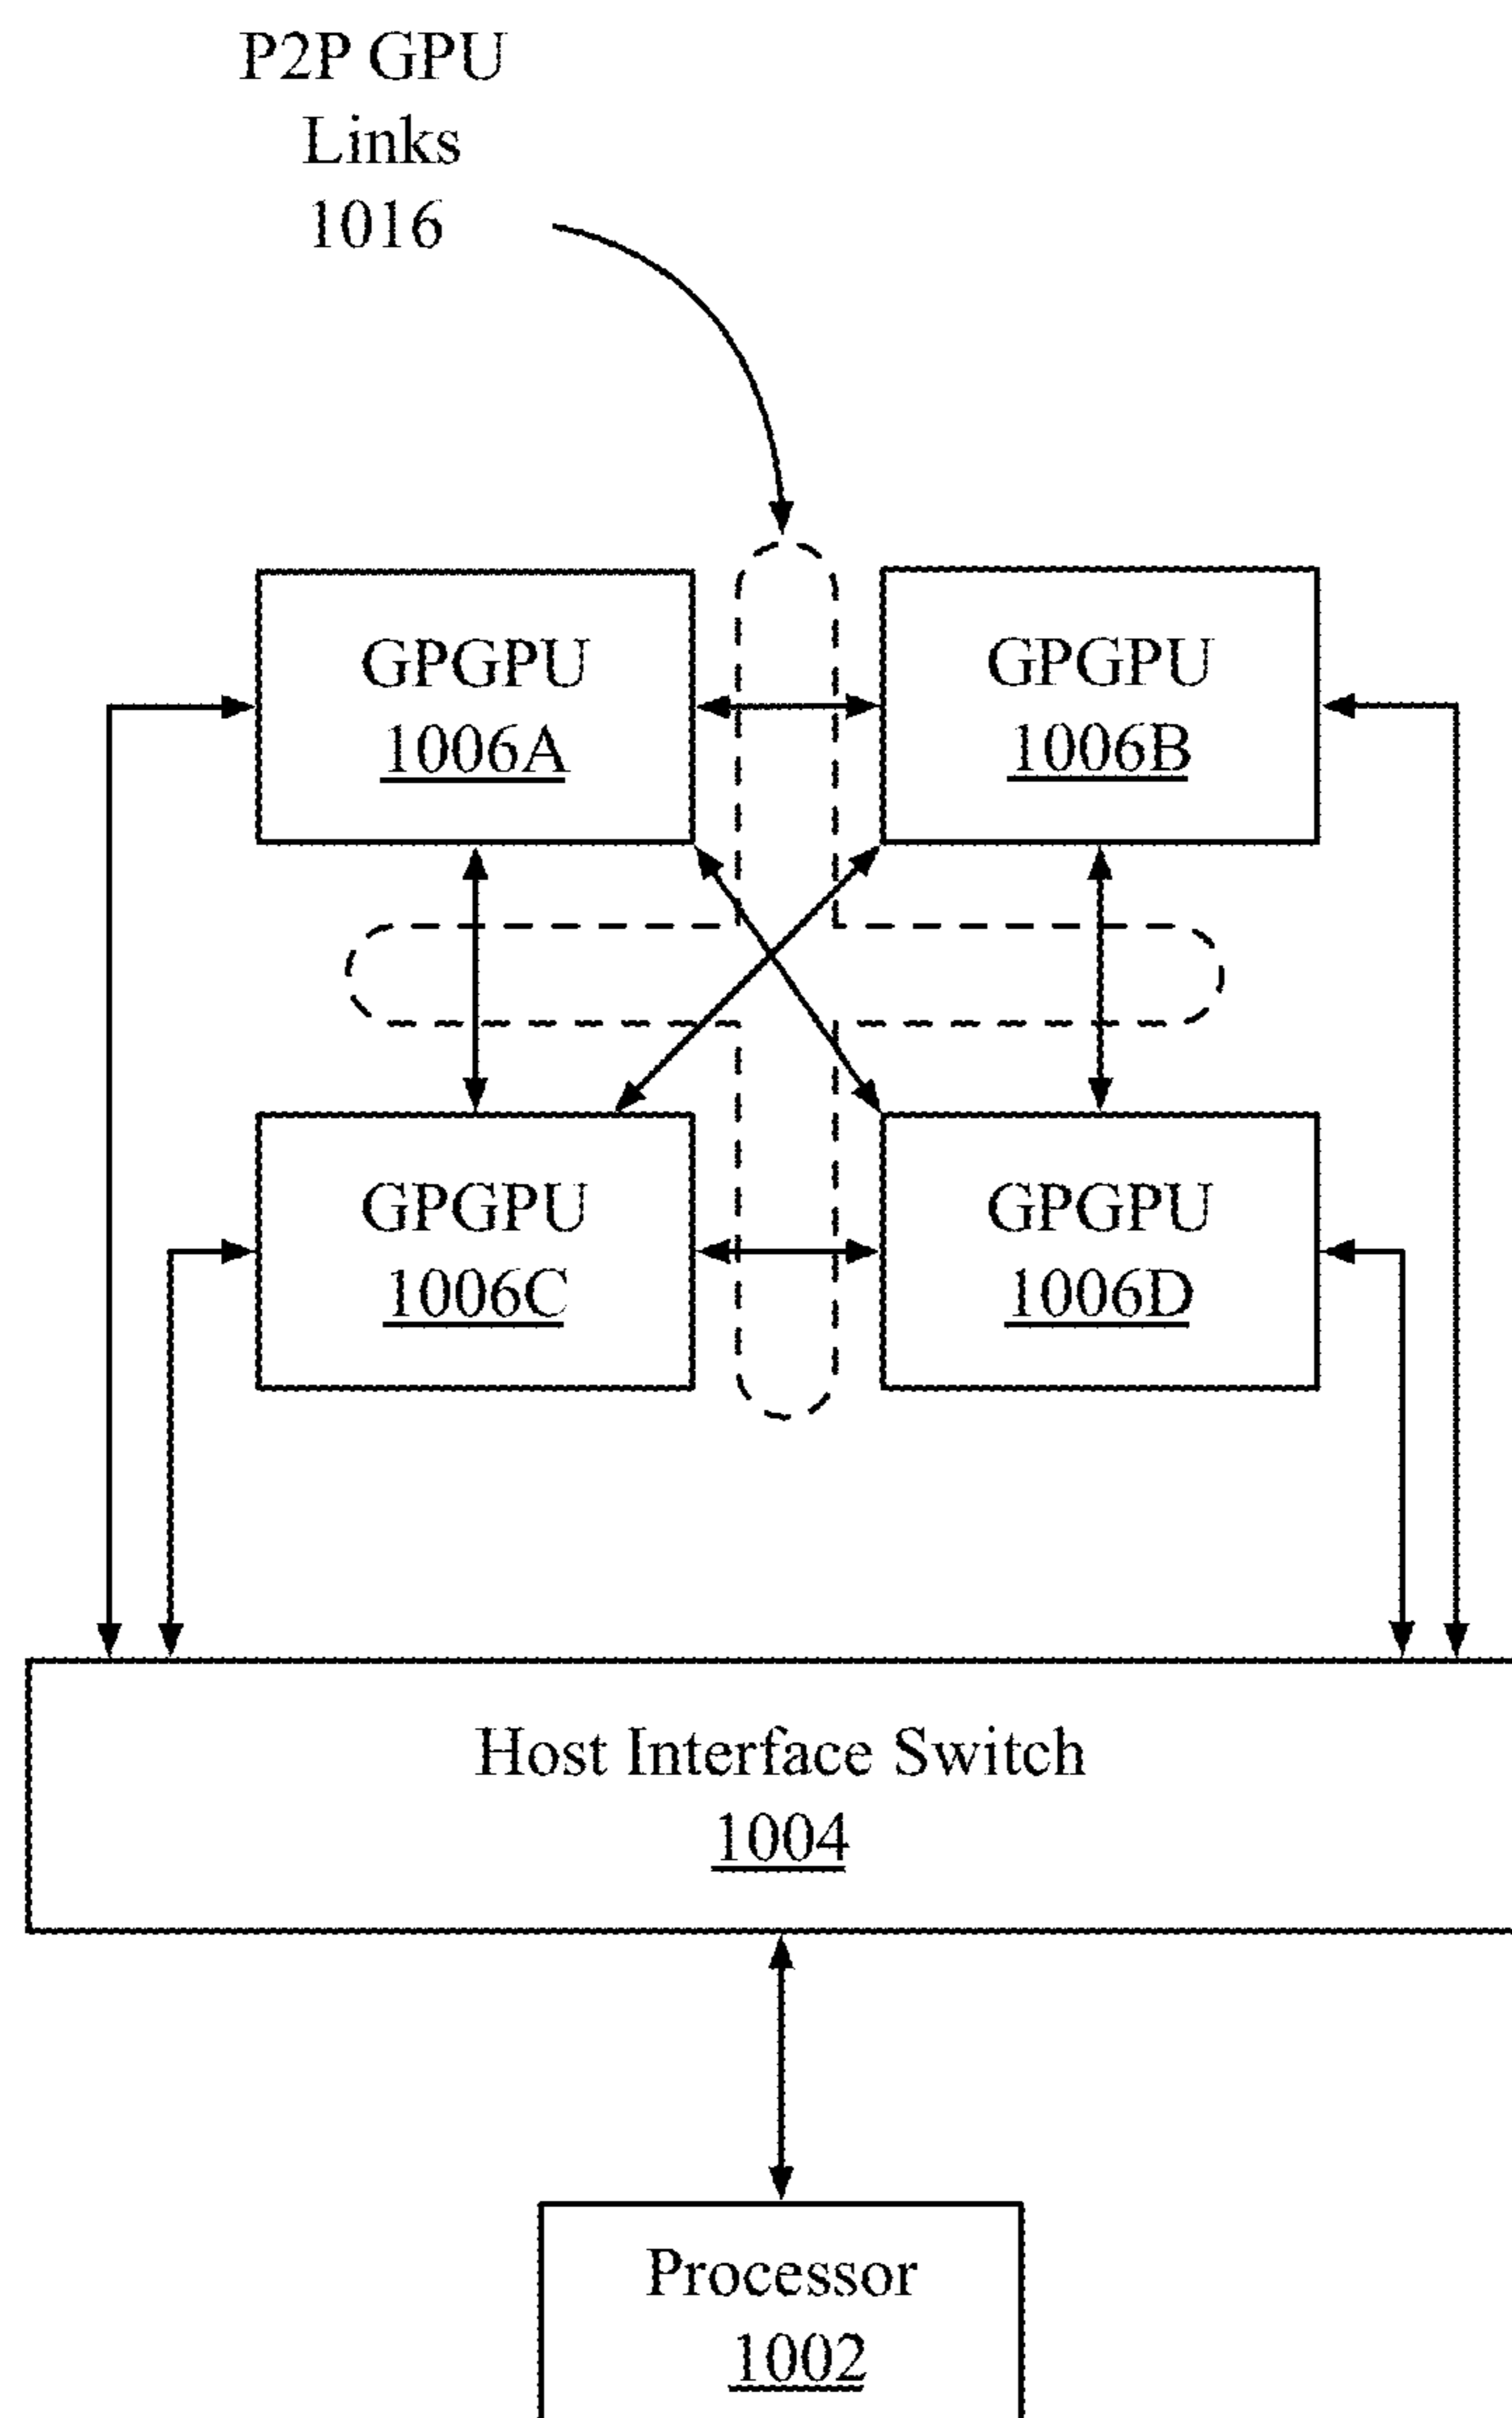 P2P GPU
Links
1016
GPGPU
1006A
GPGPU
1006B
GPGPU
1006C
GPGPU
1006D
Host Interface Switch
1004
Processor
1002